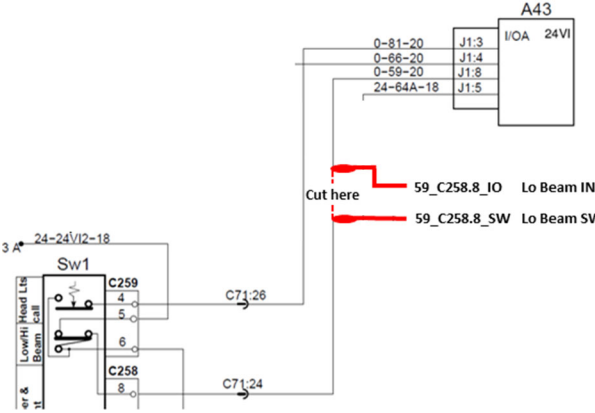 A43
I/OA 24VI
0-81-20 J1:3
0-66-20 J1:4
0-59-20 J1:8
24-64A-18 J1:5
Cut here
59_C258.8_IO Lo Beam IN
59_C258.8_SW Lo Beam SW
3 A
24-24VI2-18
Sw1
C259
Head Lts
call
4
C71:26
5
Low/Hi
Beam
6
C258
8
C71:24
er &
nt